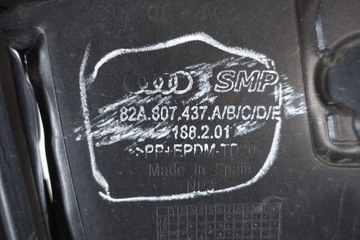 SMP
82A.807.437.A/B/C/D/E
188.2.01
>PP+EPDM-T
Made in Spain